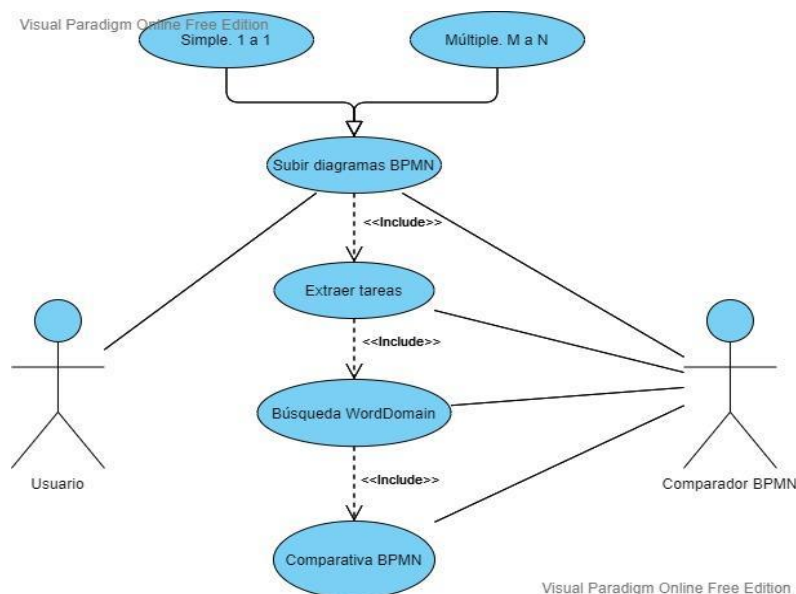 Visual Paradigm Online Free Edition
Simple. 1 a 1
Múltiple. M a N
Subir diagramas BPMN
<<Include>>
Extraer tareas
<<Include>>
Búsqueda WordDomain
<<Include>>
Usuario
Comparador BPMN
Comparativa BPMN
Visual Paradigm Online Free Edition